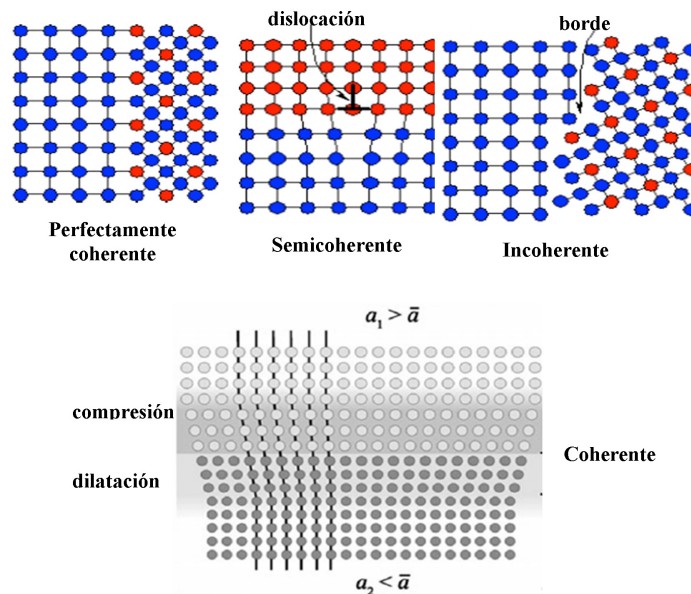 dislocación
borde
Perfectamente
coherente
Semicoherente
Incoherente
a₁ > a̅
compresión
dilatación
Coherente
a₂ < a̅